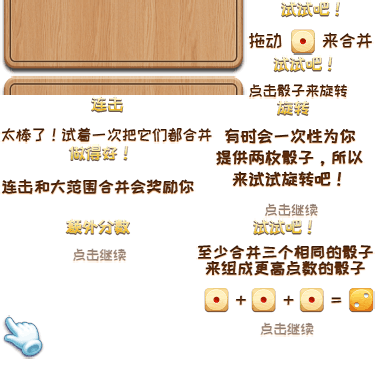 试试吧！
拖动 来合并
试试吧！
点击骰子来旋转
连击
太棒了！试着一次把它们都合并
做得好！
连击和大范围合并会奖励你
额外分数
点击继续
旋转
有时会一次性为你
提供两枚骰子，所以
来试试旋转吧！
点击继续
试试吧！
至少合并三个相同的骰子
来组成更高点数的骰子
+ + =
点击继续